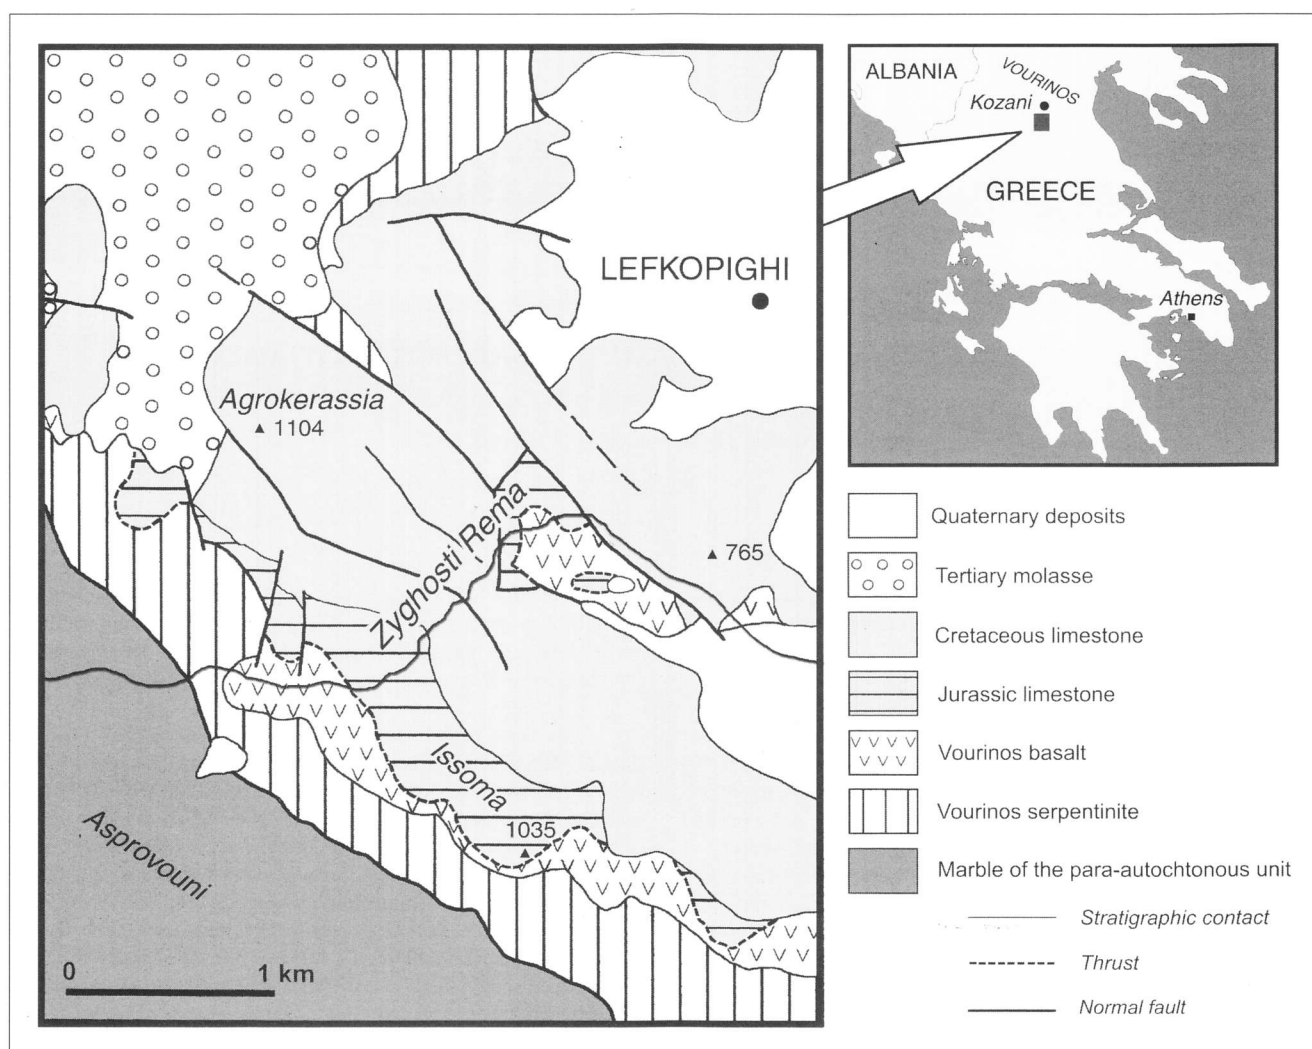 LEFKOPIGHI
Agrokerassia
▲ 1104
Zyghosti Rema
▲ 765
Issoma
1035
▲
Asprovouni
0 1 km
ALBANIA
VOURINOS
Kozani
GREECE
Athens
Quaternary deposits
Tertiary molasse
Cretaceous limestone
Jurassic limestone
Vourinos basalt
Vourinos serpentinite
Marble of the para-autochtonous unit
Stratigraphic contact
Thrust
Normal fault